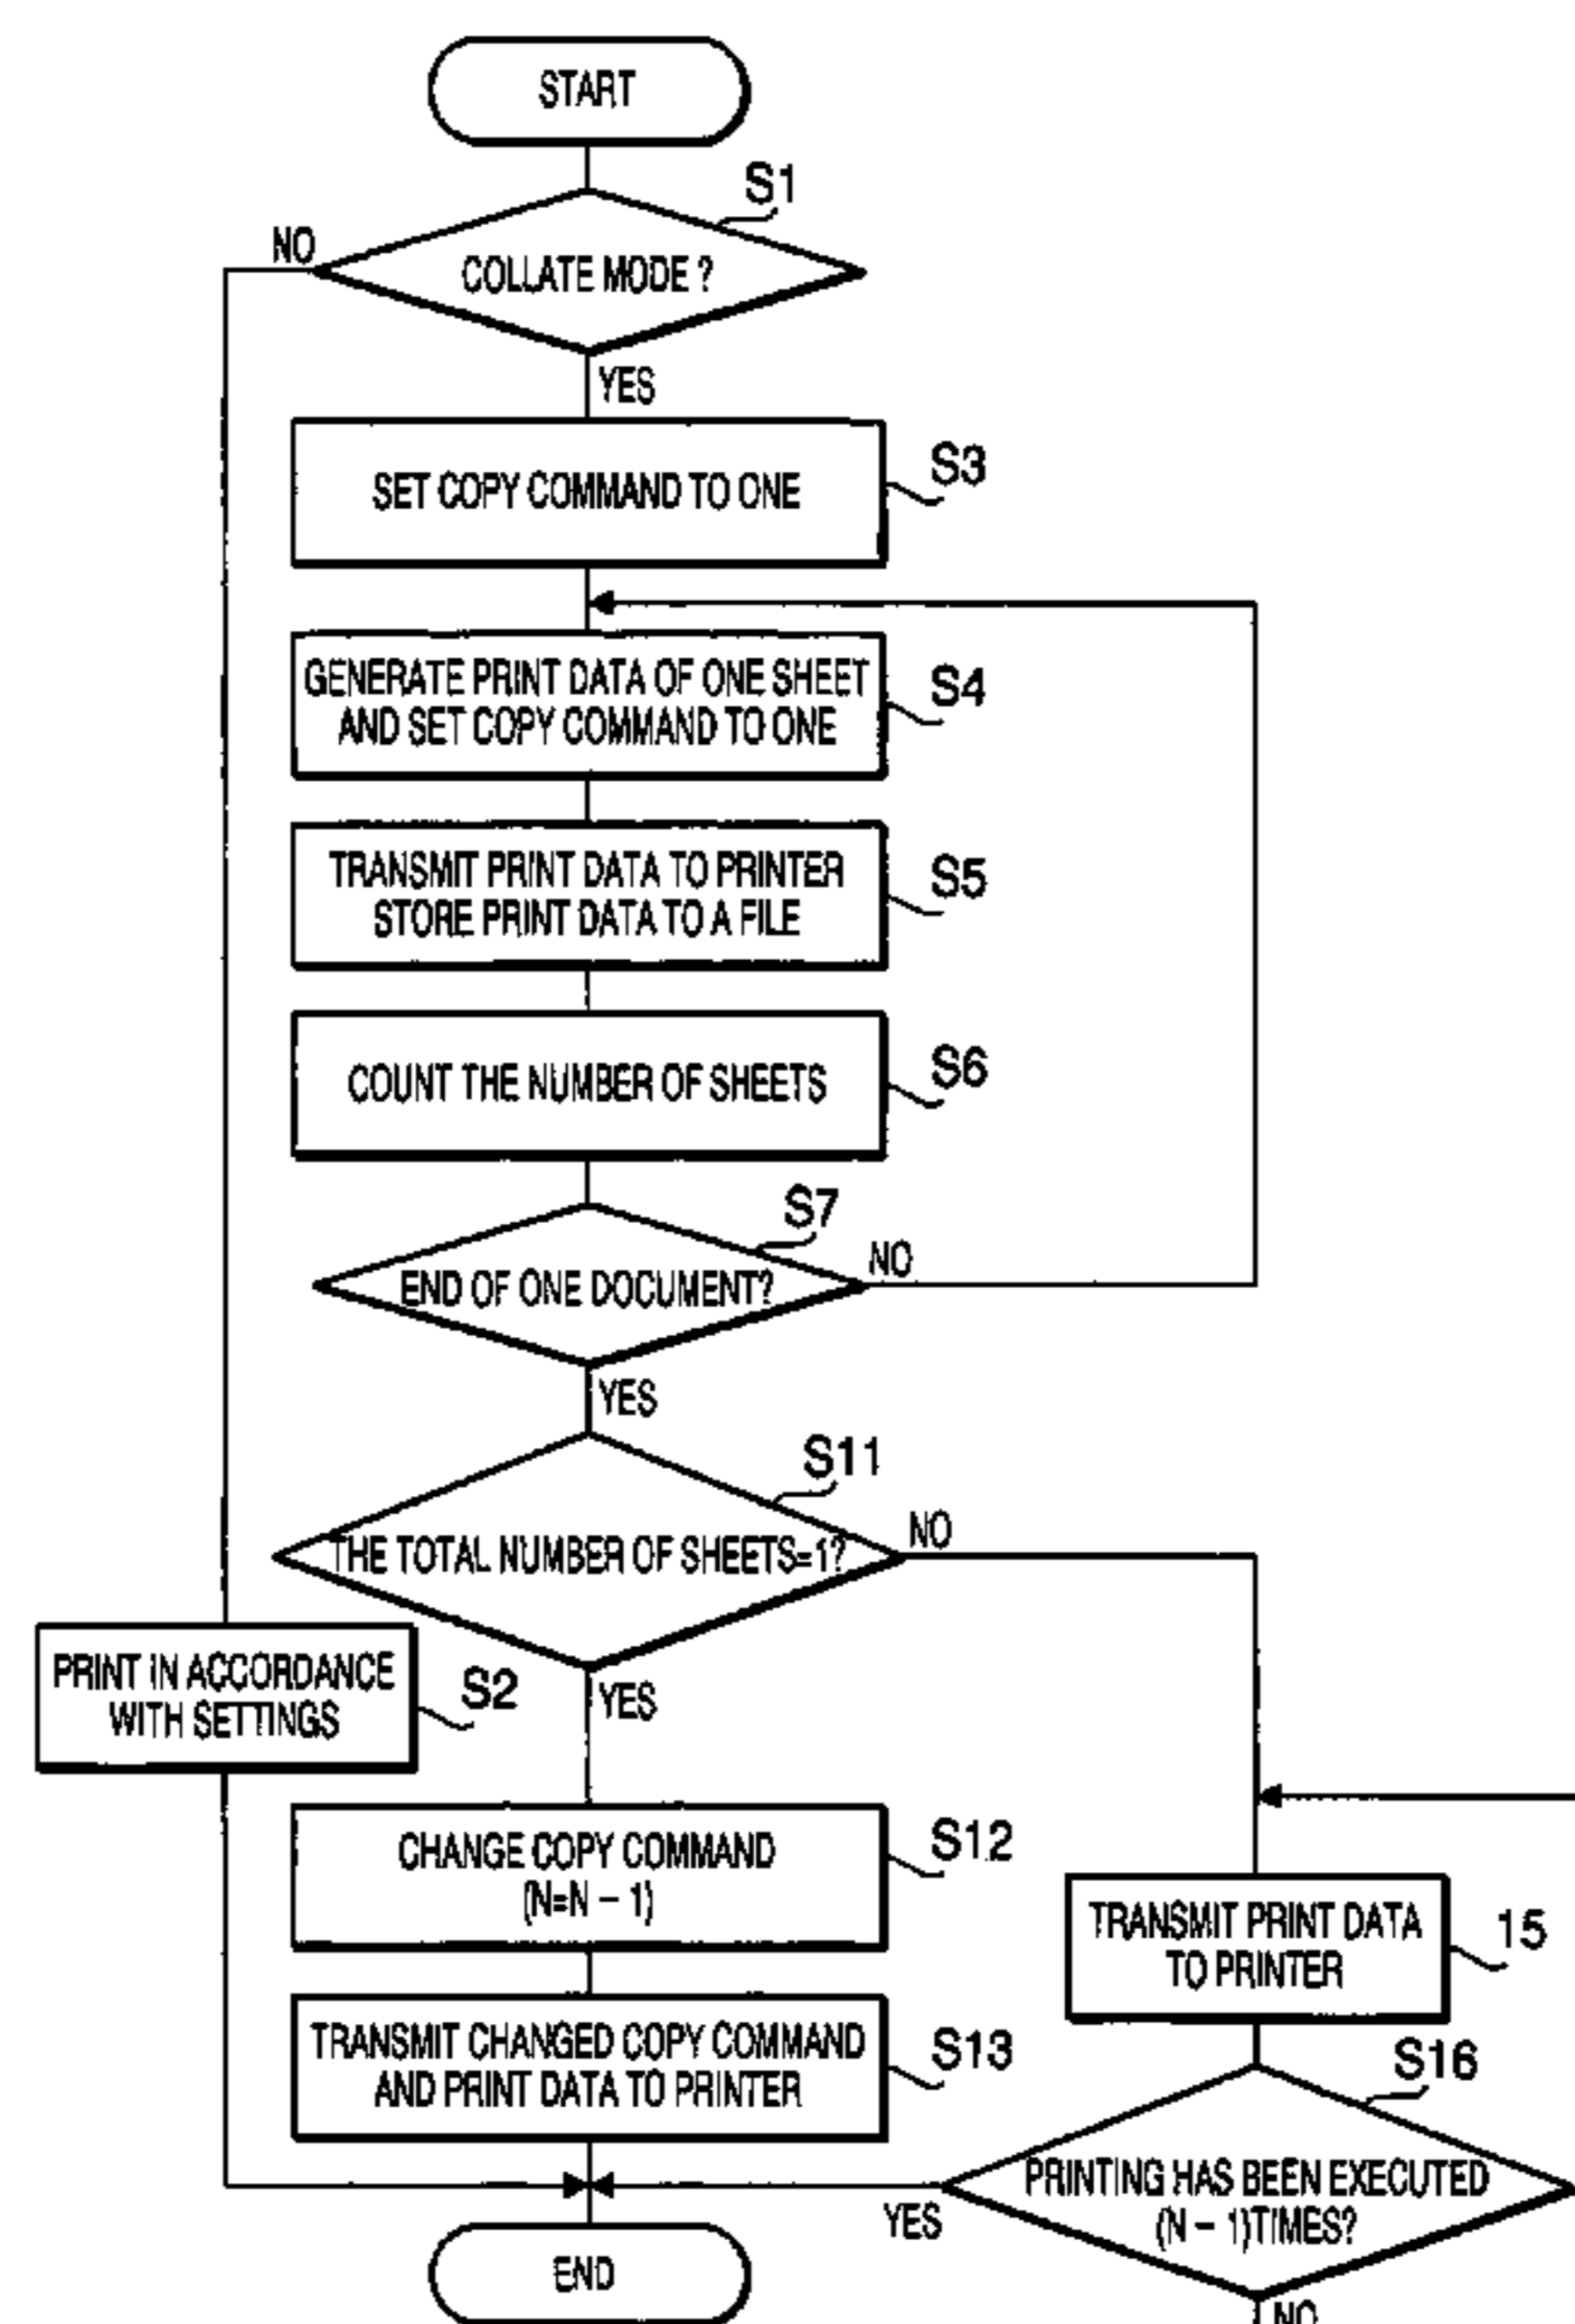 START
S1
NO
COLLATE MODE ?
YES
SET COPY COMMAND TO ONE
S3
GENERATE PRINT DATA OF ONE SHEET
AND SET COPY COMMAND TO ONE
S4
TRANSMIT PRINT DATA TO PRINTER
STORE PRINT DATA TO A FILE
S5
COUNT THE NUMBER OF SHEETS
S6
S7
END OF ONE DOCUMENT?
NO
YES
S11
THE TOTAL NUMBER OF SHEETS=1?
NO
YES
PRINT IN ACCORDANCE
WITH SETTINGS
S2
CHANGE COPY COMMAND
(N=N – 1)
S12
TRANSMIT PRINT DATA
TO PRINTER
15
TRANSMIT CHANGED COPY COMMAND
AND PRINT DATA TO PRINTER
S13
S16
PRINTING HAS BEEN EXECUTED
(N – 1)TIMES?
YES
NO
END